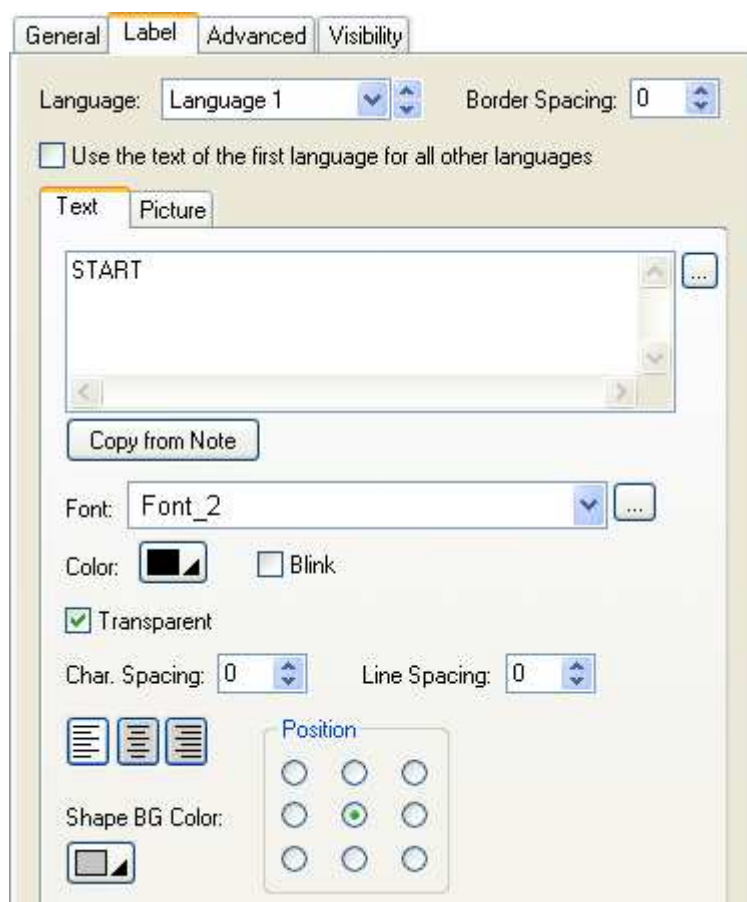 General Label Advanced Visibility
Language: Language 1 Border Spacing: 0
Use the text of the first language for all other languages
Text Picture
START
...
Copy from Note
Font: Font_2 ...
Color: Blink
Transparent
Char. Spacing: 0 Line Spacing: 0
Position
Shape BG Color: